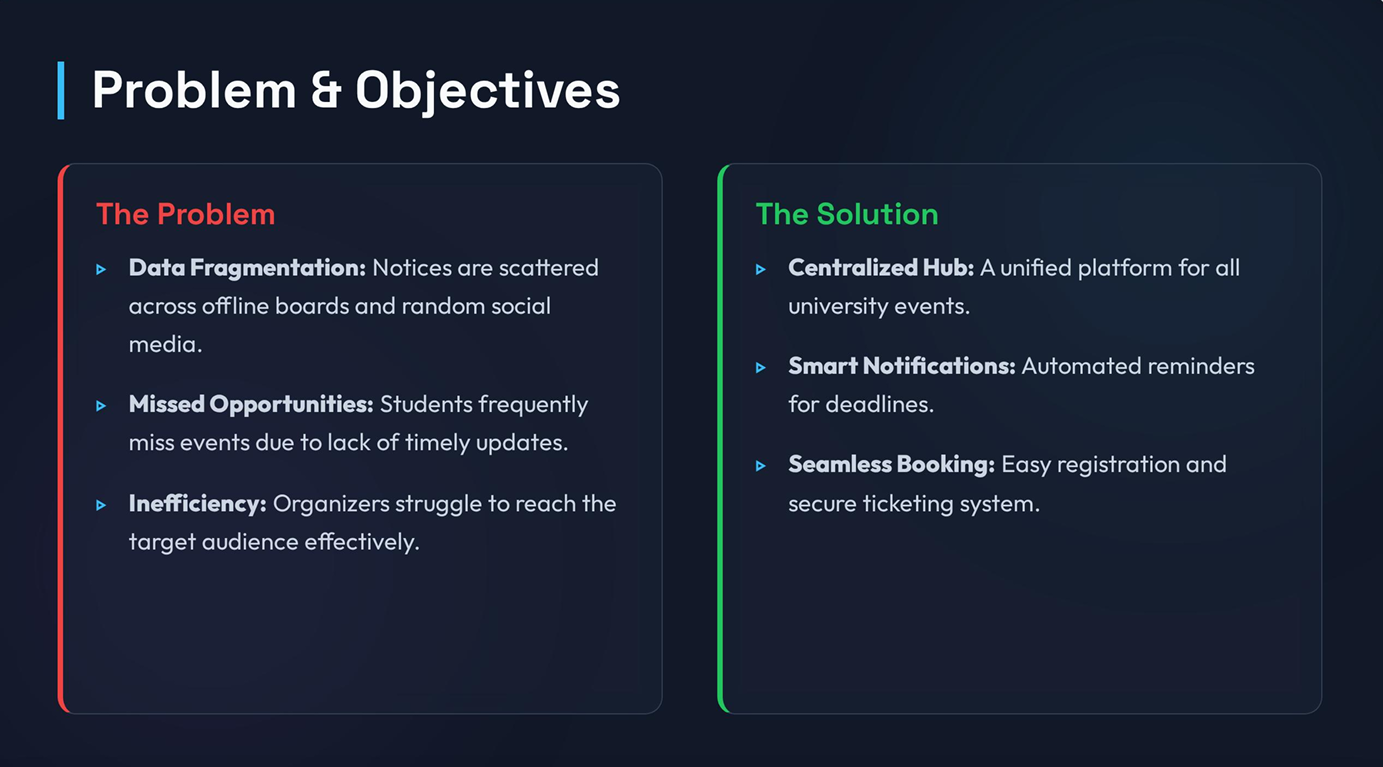 Problem & Objectives
The Problem
Data Fragmentation: Notices are scattered
across offline boards and random social
media.
Missed Opportunities: Students frequently
miss events due to lack of timely updates.
Inefficiency: Organizers struggle to reach the
target audience effectively.
The Solution
Centralized Hub: A unified platform for all
university events.
Smart Notifications: Automated reminders
for deadlines.
Seamless Booking: Easy registration and
secure ticketing system.